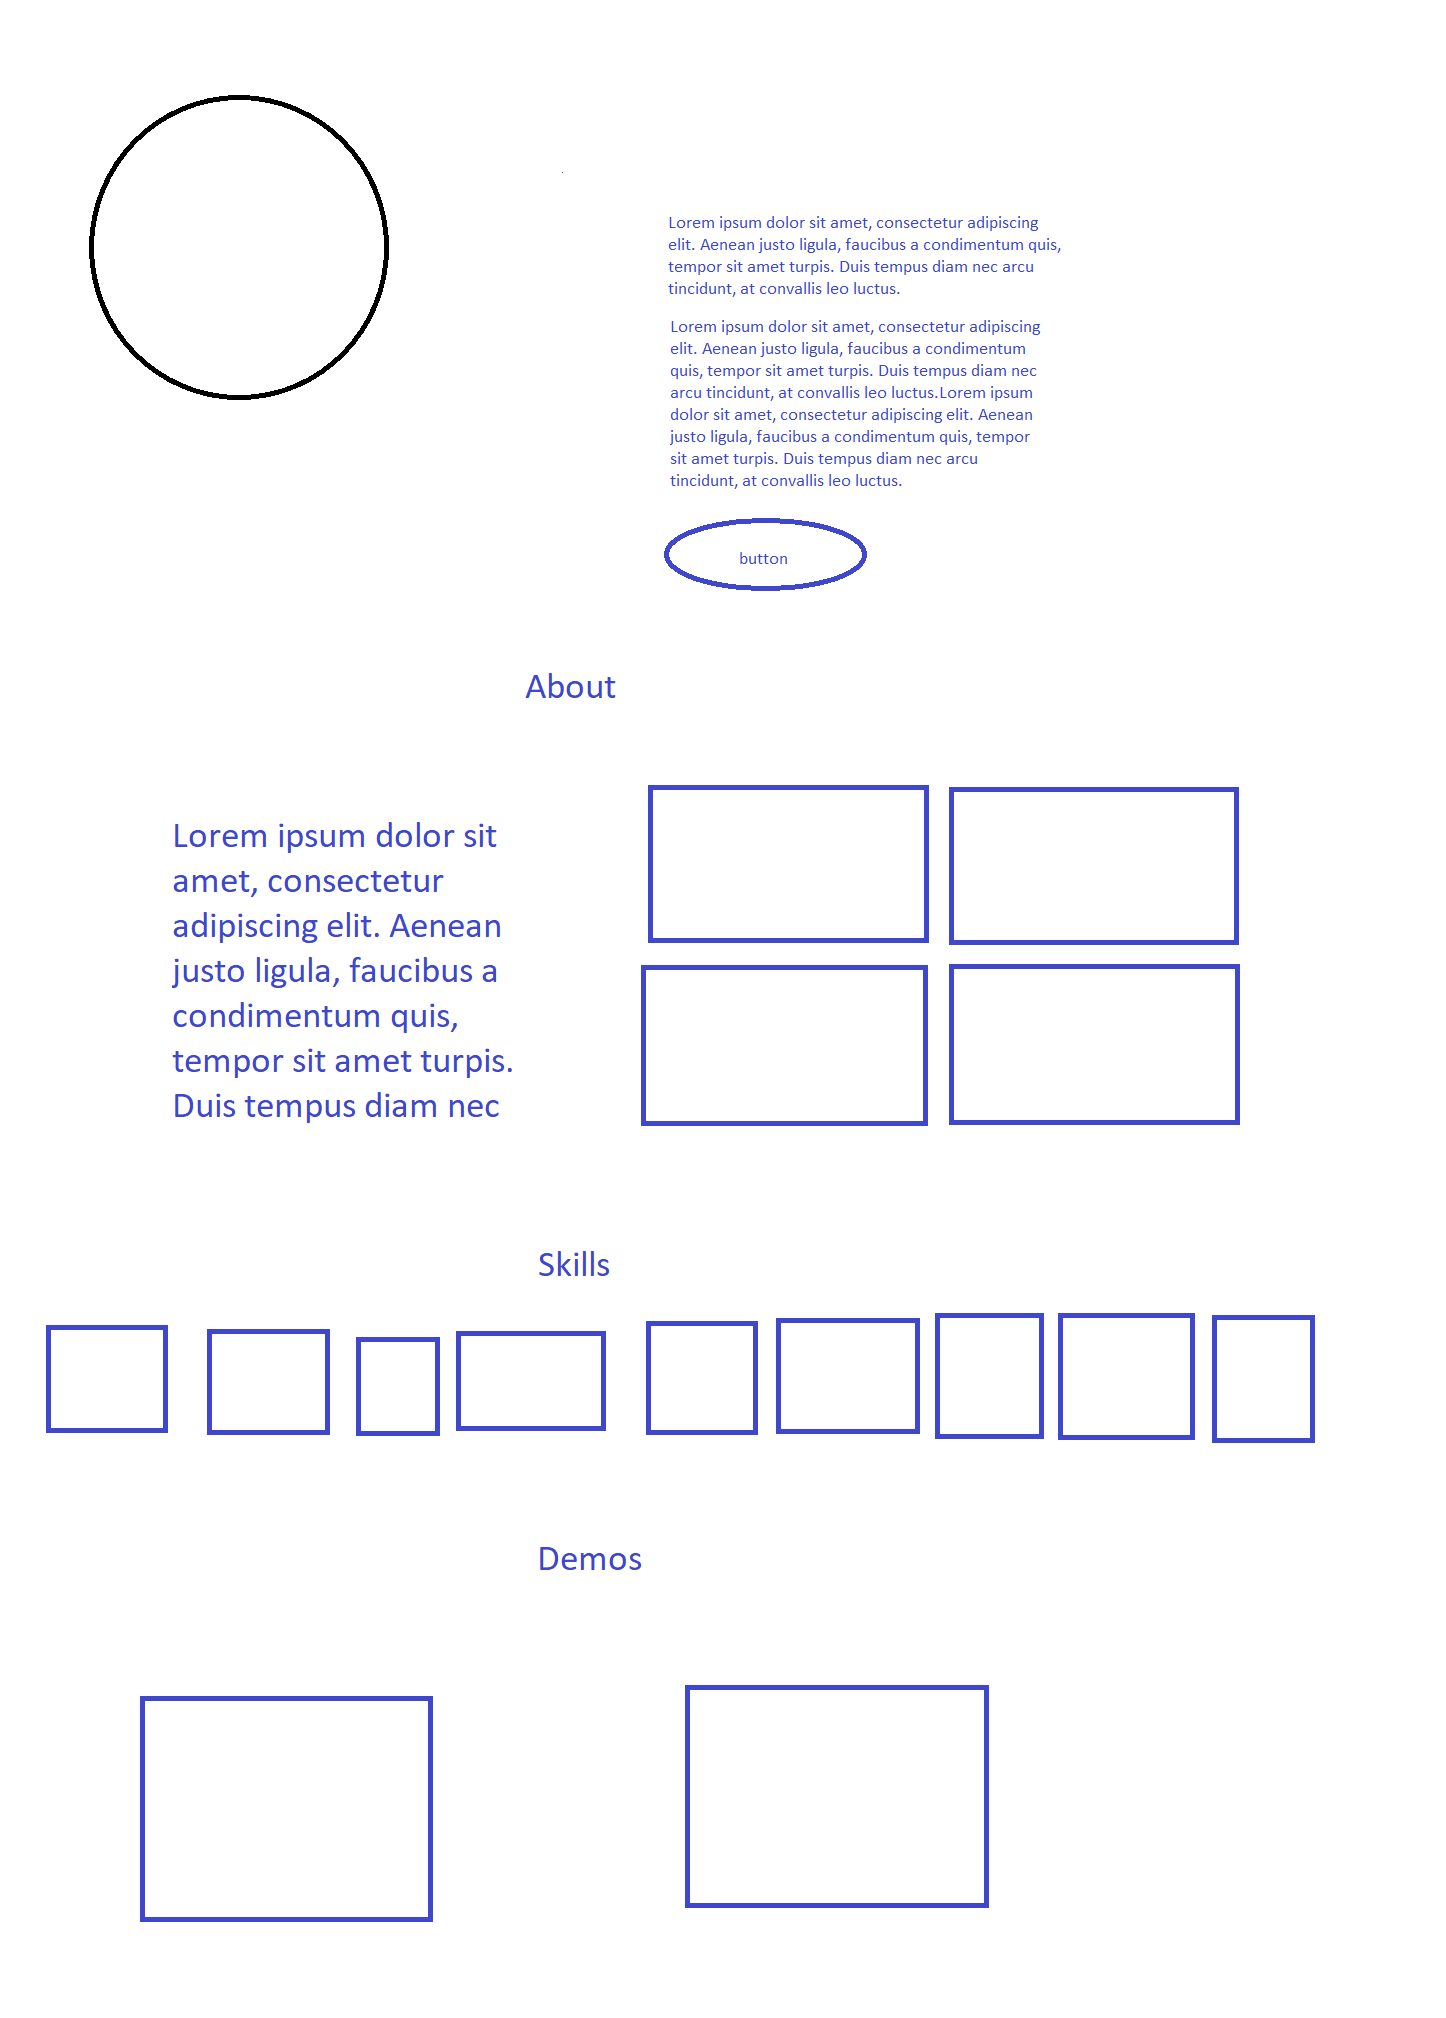 Lorem ipsum dolor sit amet, consectetur adipiscing
elit. Aenean justo ligula, faucibus a condimentum quis,
tempor sit amet turpis. Duis tempus diam nec arcu
tincidunt, at convallis leo luctus.
Lorem ipsum dolor sit amet, consectetur adipiscing
elit. Aenean justo ligula, faucibus a condimentum
quis, tempor sit amet turpis. Duis tempus diam nec
arcu tincidunt, at convallis leo luctus.Lorem ipsum
dolor sit amet, consectetur adipiscing elit. Aenean
justo ligula, faucibus a condimentum quis, tempor
sit amet turpis. Duis tempus diam nec arcu
tincidunt, at convallis leo luctus.
button
About
Lorem ipsum dolor sit
amet, consectetur
adipiscing elit. Aenean
justo ligula, faucibus a
condimentum quis,
tempor sit amet turpis.
Duis tempus diam nec
Skills
Demos